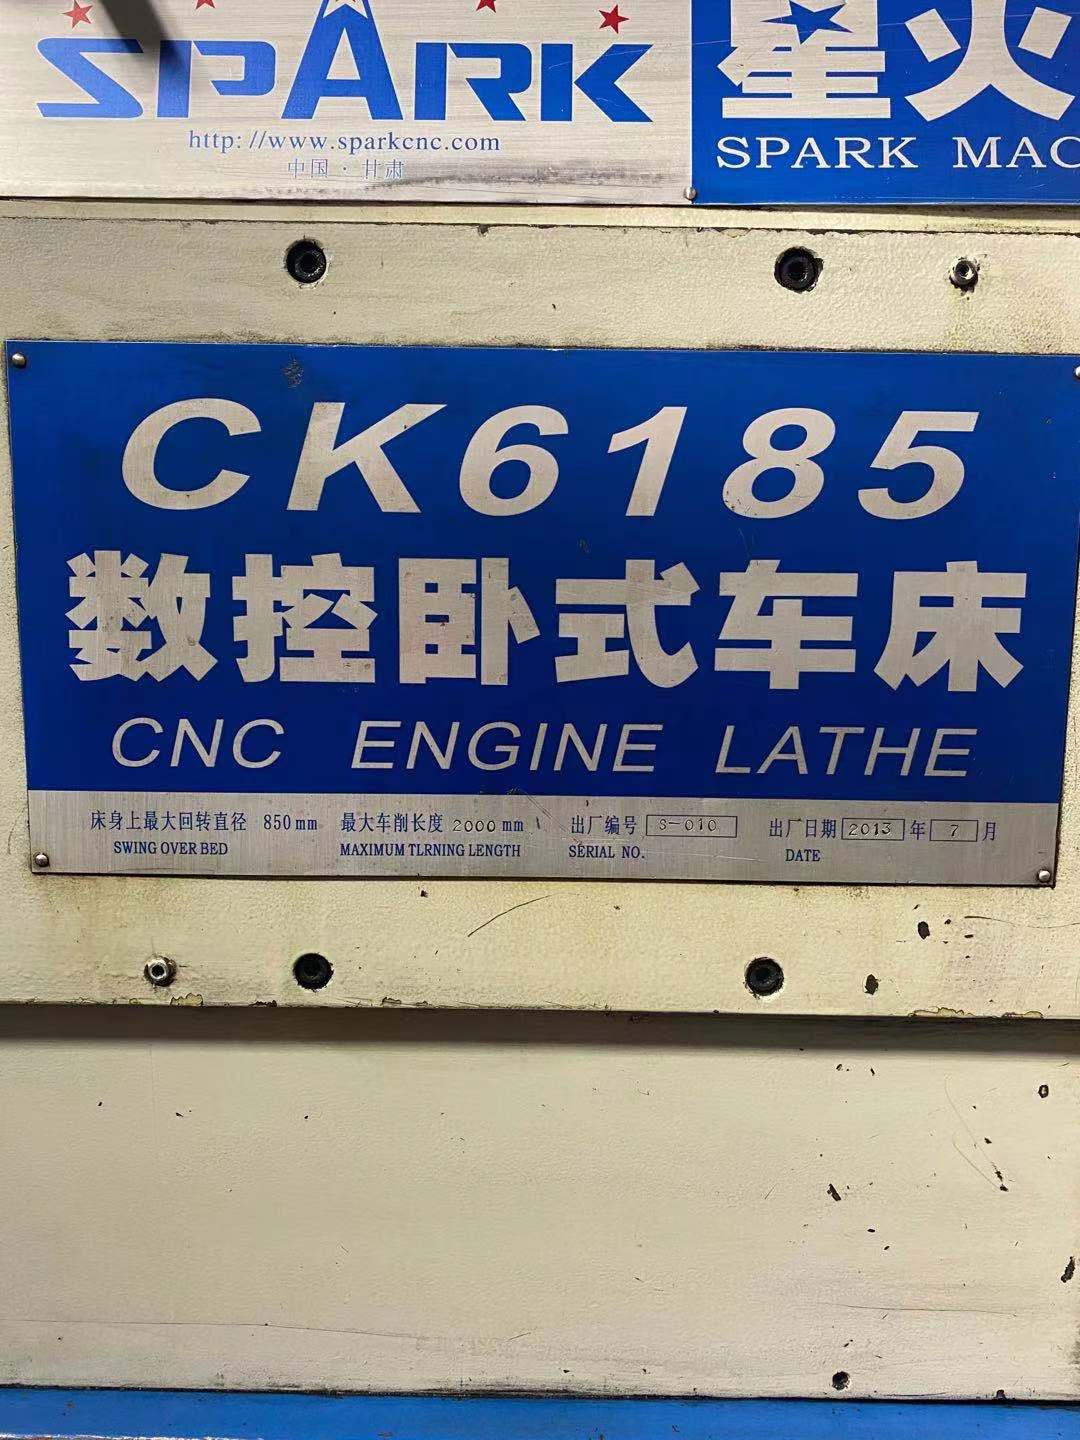 SPARK
http://www.sparkcnc.com
中国·甘肃
星火
SPARK MAC
CK6185
数控卧式车床
CNC ENGINE LATHE
床身上最大回转直径 850mm 最大车削长度 2000mm 出厂编号 S-010 出厂日期 2013 年 7 月
SWING OVER BED MAXIMUM TLRNING LENGTH SERIAL NO. DATE